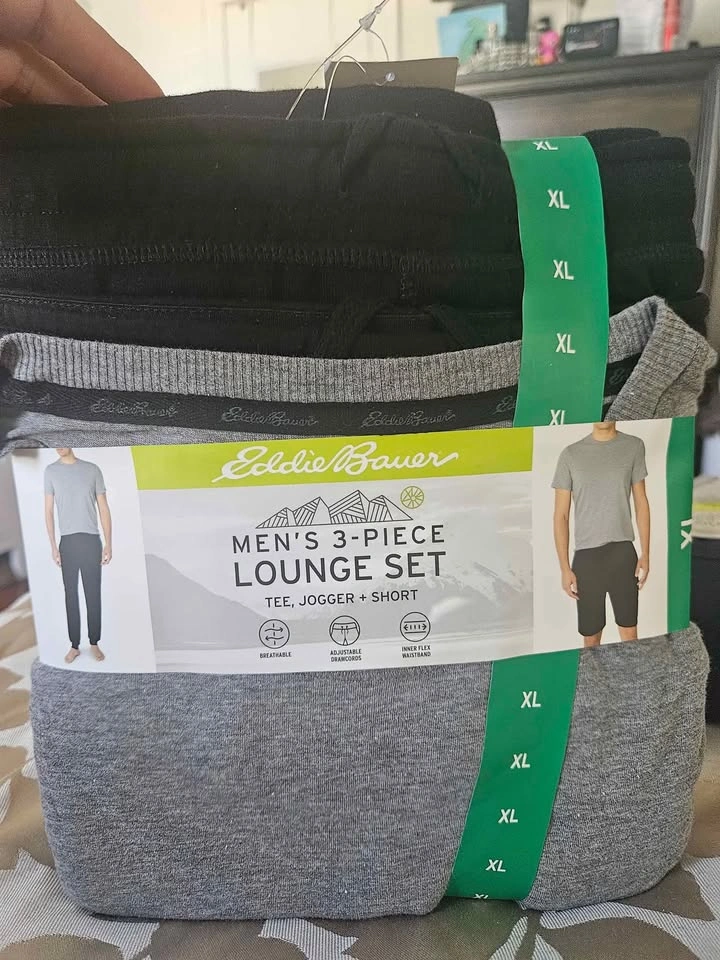 XL
XL
XL
XL
XL
Eddie Bauer Eddie Bauer Eddie Bauer
Eddie Bauer
MEN'S 3-PIECE
LOUNGE SET
TEE, JOGGER + SHORT
BREATHABLE
ADJUSTABLE
DRAWCORDS
INNER FLEX
WAISTBAND
XL
XL
XL
XL
XL
XL